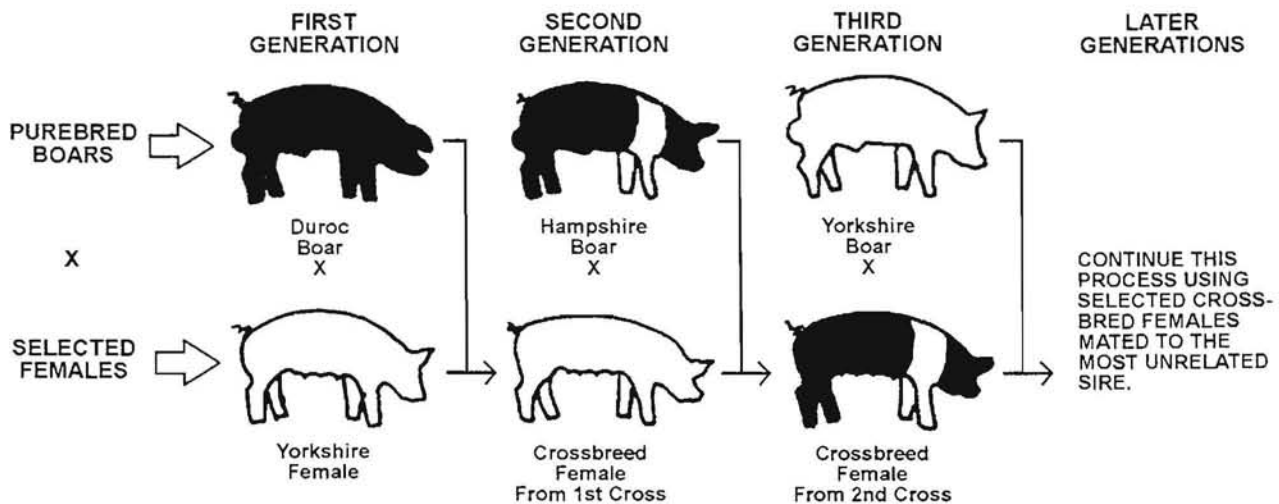 FIRST
GENERATION
SECOND
GENERATION
THIRD
GENERATION
LATER
GENERATIONS
PUREBRED
BOARS
Duroc
Boar
X
Hampshire
Boar
X
Yorkshire
Boar
X
X
SELECTED
FEMALES
Yorkshire
Female
Crossbreed
Female
From 1st Cross
Crossbreed
Female
From 2nd Cross
CONTINUE THIS
PROCESS USING
SELECTED CROSS-
BRED FEMALES
MATED TO THE
MOST UNRELATED
SIRE.